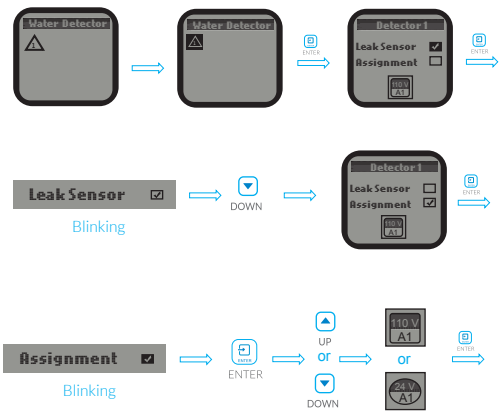 Water Detector
Water Detector
ENTER
Detector 1
Leak Sensor
Assignment
110 V
A1
ENTER
Leak Sensor
Blinking
DOWN
Detector 1
Leak Sensor
Assignment
110 V
A1
ENTER
Assignment
Blinking
ENTER
ENTER
UP
or
DOWN
110 V
A1
or
24 V
A1
ENTER